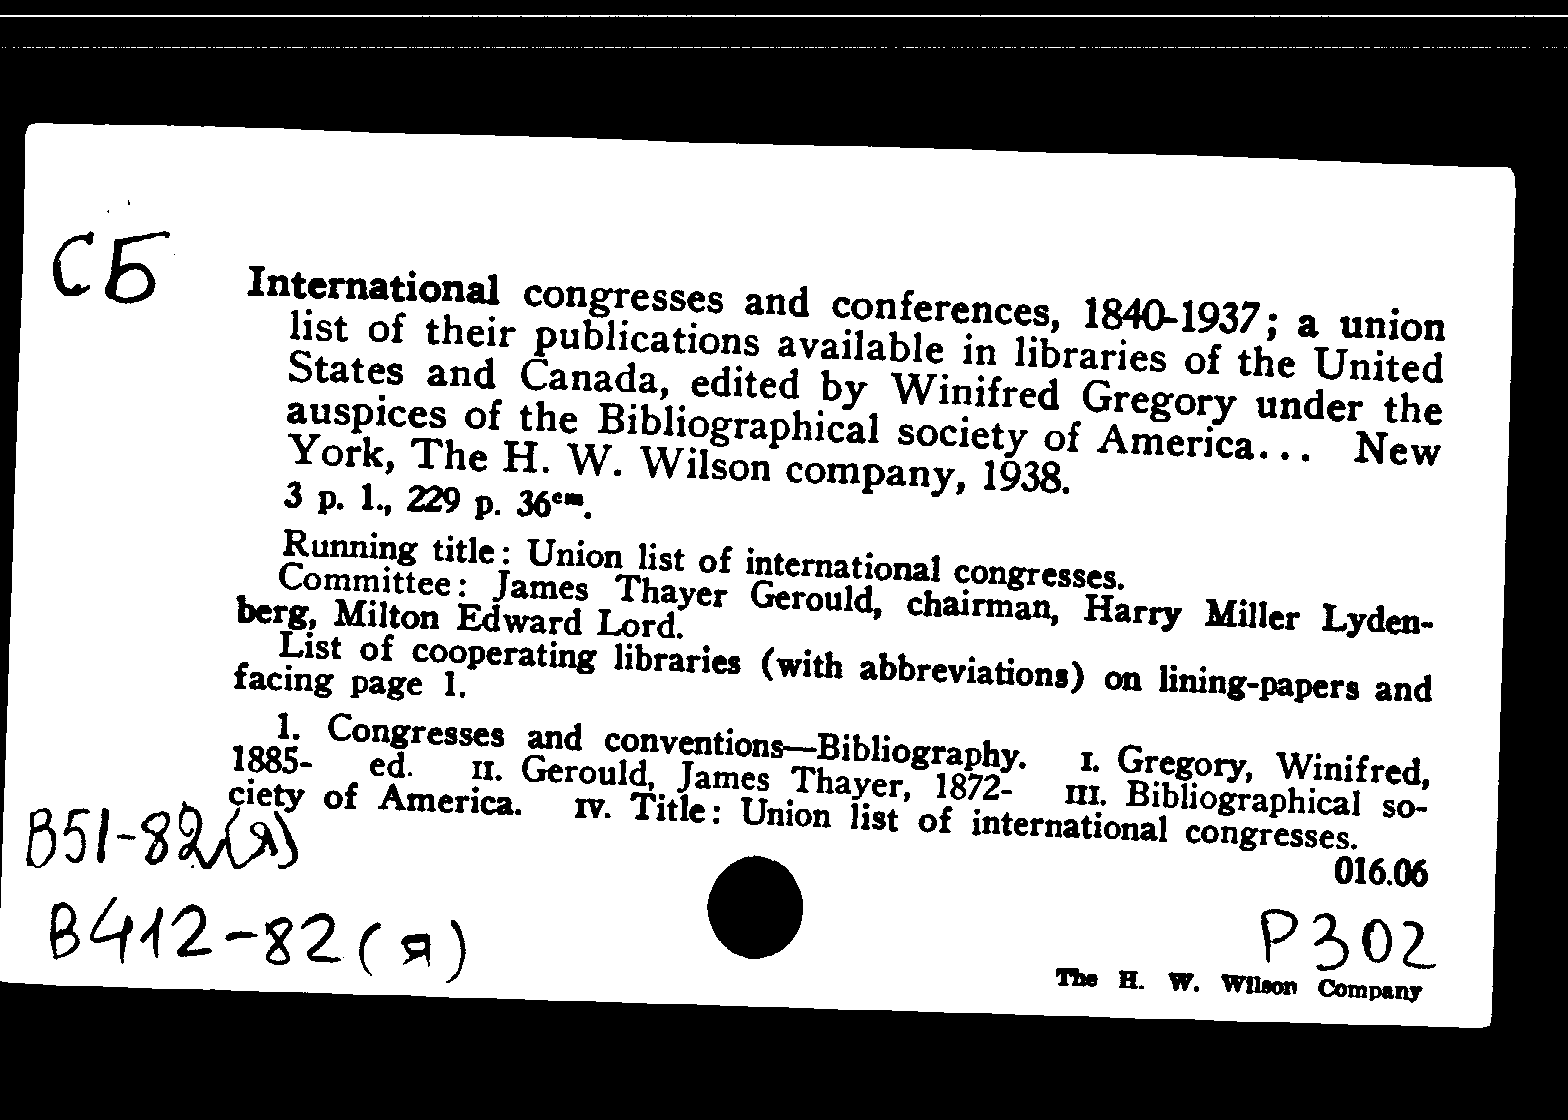 СБ
International congresses and conferences, 1840-1937; a union
list of their publications available in libraries of the United
States and Canada, edited by Winifred Gregory under the
auspices of the Bibliographical society of America... New
York, The H. W. Wilson company, 1938.
3 p. l., 229 p. 36cm.
Running title: Union list of international congresses.
Committee: James Thayer Gerould, chairman, Harry Miller Lyden-
berg, Milton Edward Lord.
List of cooperating libraries (with abbreviations) on lining-papers and
facing page 1.
1. Congresses and conventions—Bibliography. I. Gregory, Winifred,
1885- ed. II. Gerould, James Thayer, 1872- III. Bibliographical so-
ciety of America. IV. Title: Union list of international congresses.
В51-82(я)
016.06
В412-82(я)
P302
The H. W. Wilson Company